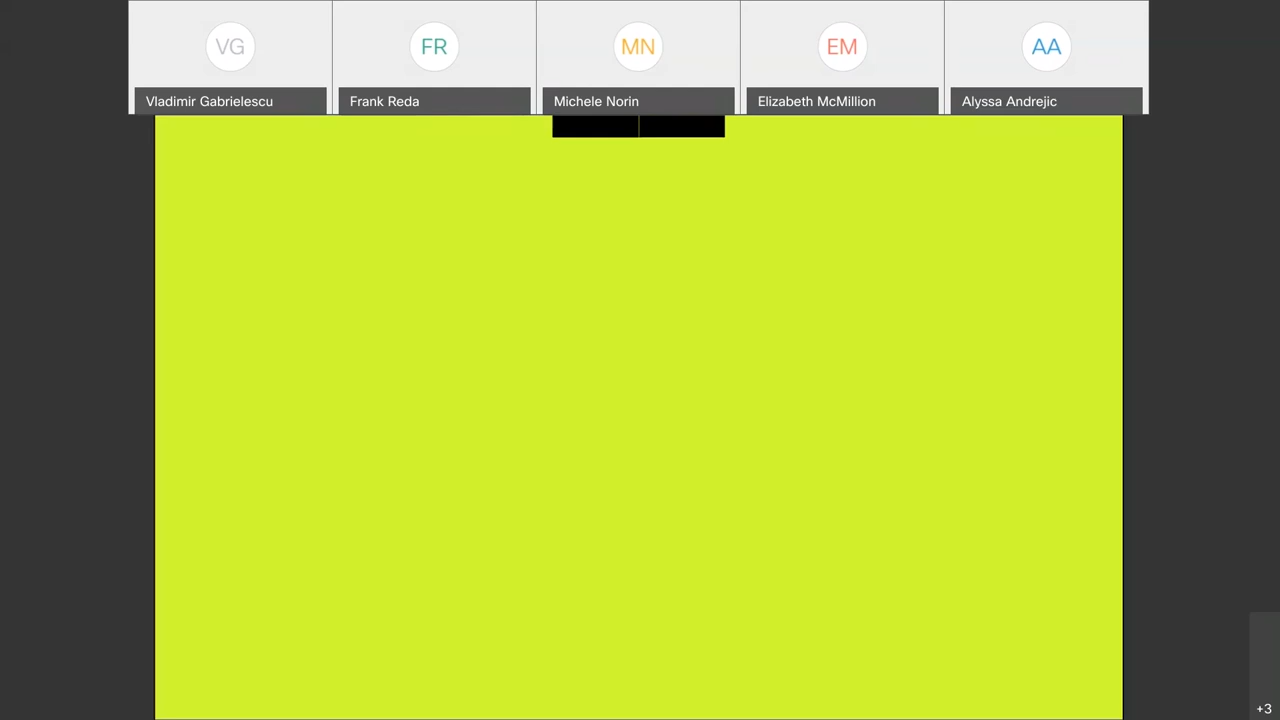 VG FR MN EM AA
Vladimir Gabrielescu Frank Reda Michele Norin Elizabeth McMillion Alyssa Andrejic
+3